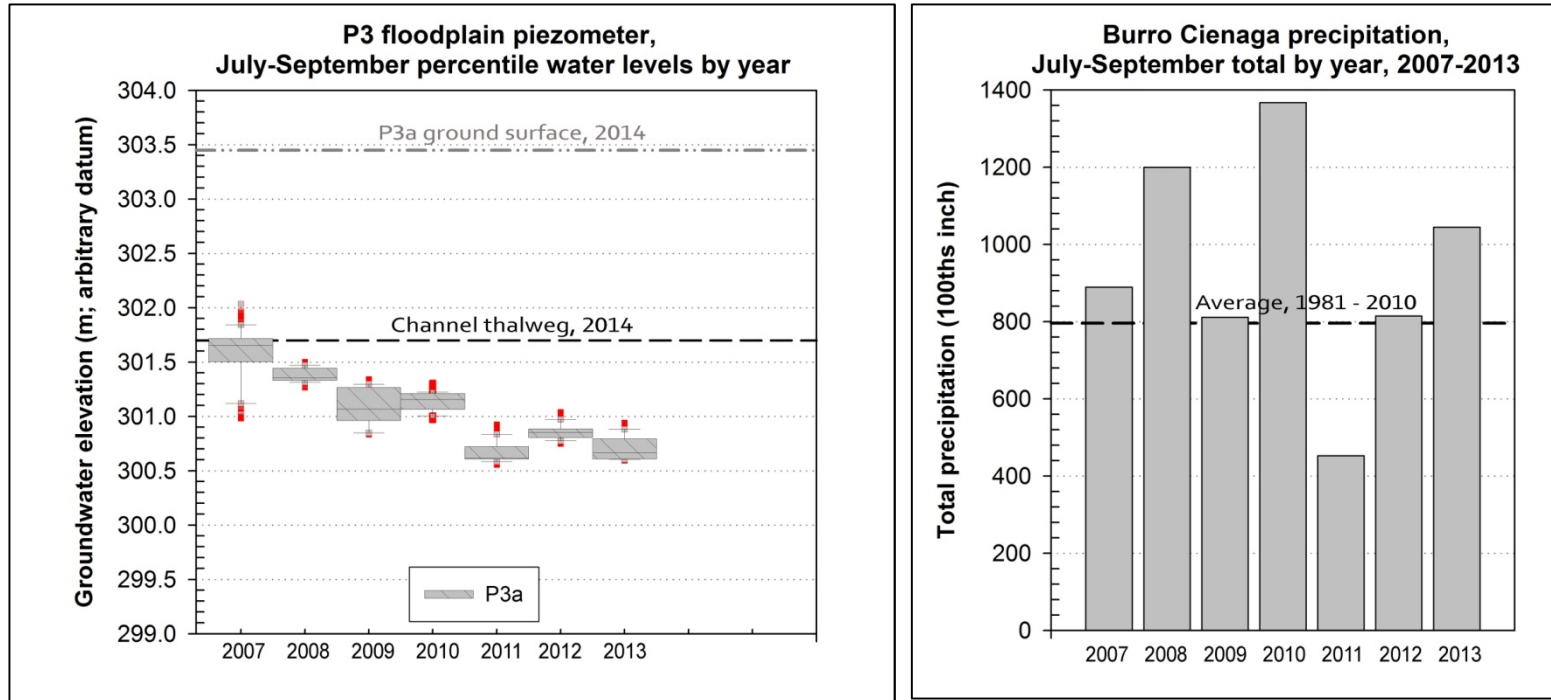 P3 floodplain piezometer,
July-September percentile water levels by year
Groundwater elevation (m; arbitrary datum)
304.0
303.5
303.0
302.5
302.0
301.5
301.0
300.5
300.0
299.5
299.0
P3a ground surface, 2014
Channel thalweg, 2014
P3a
2007 2008 2009 2010 2011 2012 2013
Burro Cienaga precipitation,
July-September total by year, 2007-2013
Total precipitation (100ths inch)
1400
1200
1000
800
600
400
200
0
Average, 1981 - 2010
2007 2008 2009 2010 2011 2012 2013